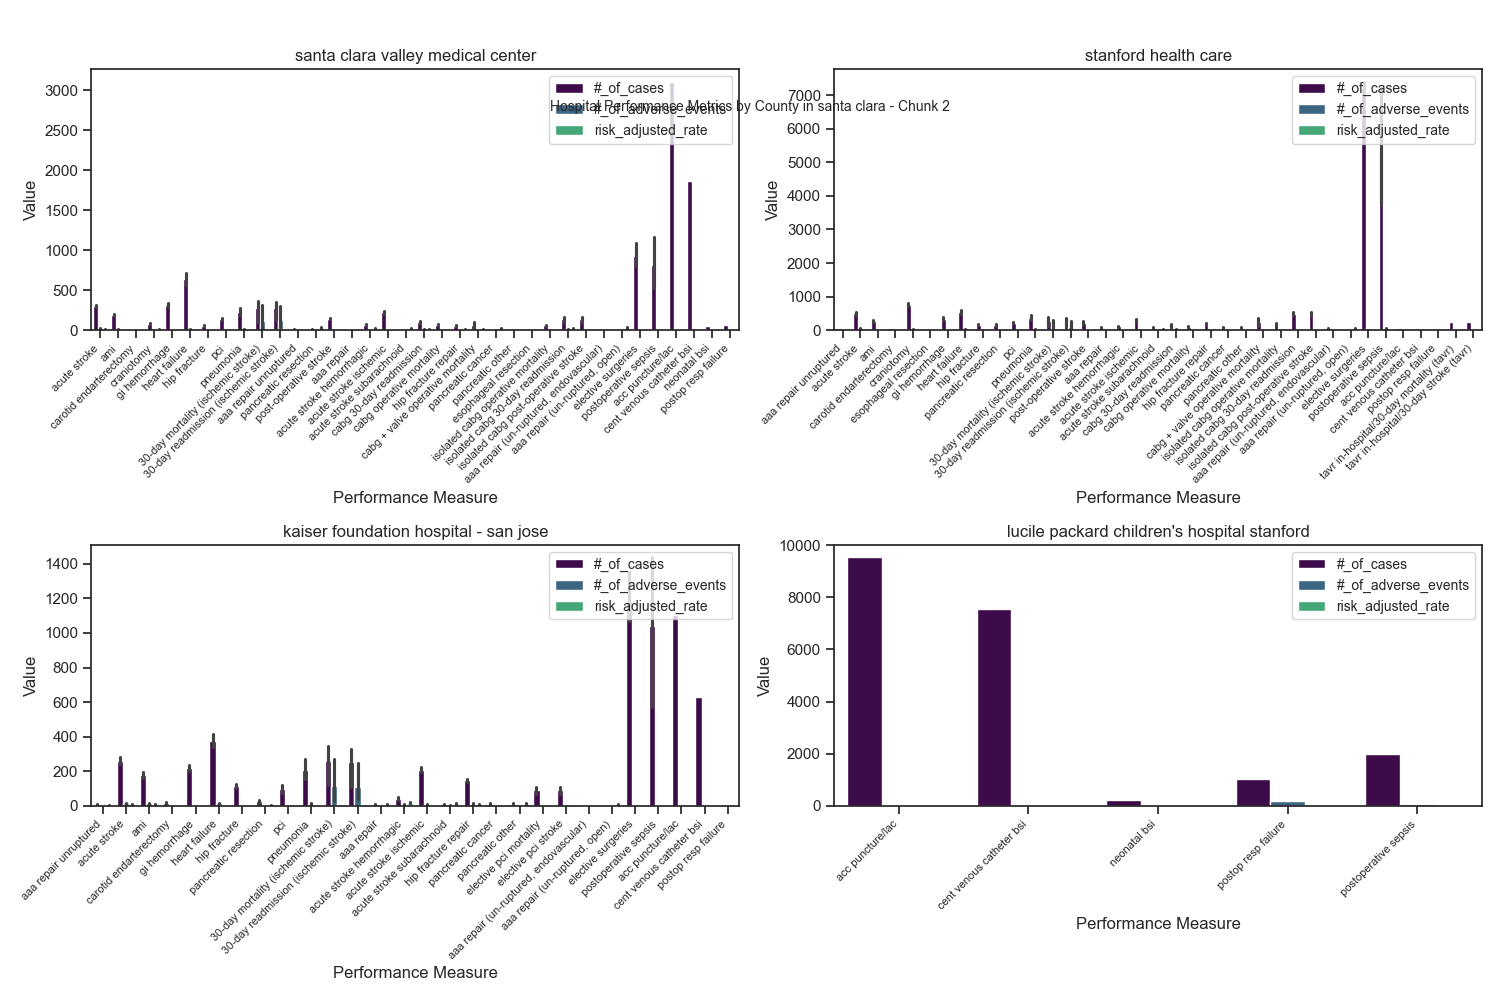 santa clara valley medical center
Value
3000
2500
2000
1500
1000
500
0
#_of_cases
#_of_adverse_events
risk_adjusted_rate
acute stroke
ami
carotid endarterectomy
craniotomy
gi hemorrhage
heart failure
hip fracture
pci
pneumonia
30-day mortality (ischemic stroke)
30-day readmission (ischemic stroke)
aaa repair unruptured
pancreatic resection
post-operative stroke
aaa repair
acute stroke hemorrhagic
acute stroke ischemic
acute stroke subarachnoid
cabg 30-day readmission
cabg operative mortality
hip fracture repair
cabg + valve operative mortality
pancreatic cancer
pancreatic other
esophageal resection
isolated cabg operative mortality
isolated cabg 30-day readmission
isolated cabg post-operative stroke
aaa repair (un-ruptured, endovascular)
aaa repair (un-ruptured, open)
elective surgeries
postoperative sepsis
acc puncture/lac
cent venous catheter bsi
neonatal bsi
postop resp failure
Performance Measure
Hospital Performance Metrics by County in santa clara - Chunk 2
stanford health care
Value
7000
6000
5000
4000
3000
2000
1000
0
#_of_cases
#_of_adverse_events
risk_adjusted_rate
aaa repair unruptured
acute stroke
ami
carotid endarterectomy
craniotomy
esophageal resection
gi hemorrhage
heart failure
hip fracture
pancreatic resection
pci
pneumonia
30-day mortality (ischemic stroke)
30-day readmission (ischemic stroke)
post-operative stroke
aaa repair
acute stroke hemorrhagic
acute stroke ischemic
acute stroke subarachnoid
cabg 30-day readmission
cabg operative mortality
hip fracture repair
pancreatic cancer
pancreatic other
cabg + valve operative mortality
isolated cabg operative mortality
isolated cabg 30-day readmission
isolated cabg post-operative stroke
aaa repair (un-ruptured, endovascular)
aaa repair (un-ruptured, open)
elective surgeries
postoperative sepsis
acc puncture/lac
cent venous catheter bsi
postop resp failure
tavr in-hospital/30-day mortality (tavr)
tavr in-hospital/30-day stroke (tavr)
Performance Measure
kaiser foundation hospital - san jose
Value
1400
1200
1000
800
600
400
200
0
#_of_cases
#_of_adverse_events
risk_adjusted_rate
aaa repair unruptured
acute stroke
ami
carotid endarterectomy
gi hemorrhage
heart failure
hip fracture
pancreatic resection
pci
pneumonia
30-day mortality (ischemic stroke)
30-day readmission (ischemic stroke)
aaa repair
acute stroke hemorrhagic
acute stroke ischemic
acute stroke subarachnoid
hip fracture repair
pancreatic cancer
pancreatic other
elective pci mortality
elective pci stroke
aaa repair (un-ruptured, endovascular)
aaa repair (un-ruptured, open)
elective surgeries
postoperative sepsis
acc puncture/lac
cent venous catheter bsi
postop resp failure
Performance Measure
lucile packard children's hospital stanford
Value
10000
8000
6000
4000
2000
0
#_of_cases
#_of_adverse_events
risk_adjusted_rate
acc puncture/lac
cent venous catheter bsi
neonatal bsi
postop resp failure
postoperative sepsis
Performance Measure